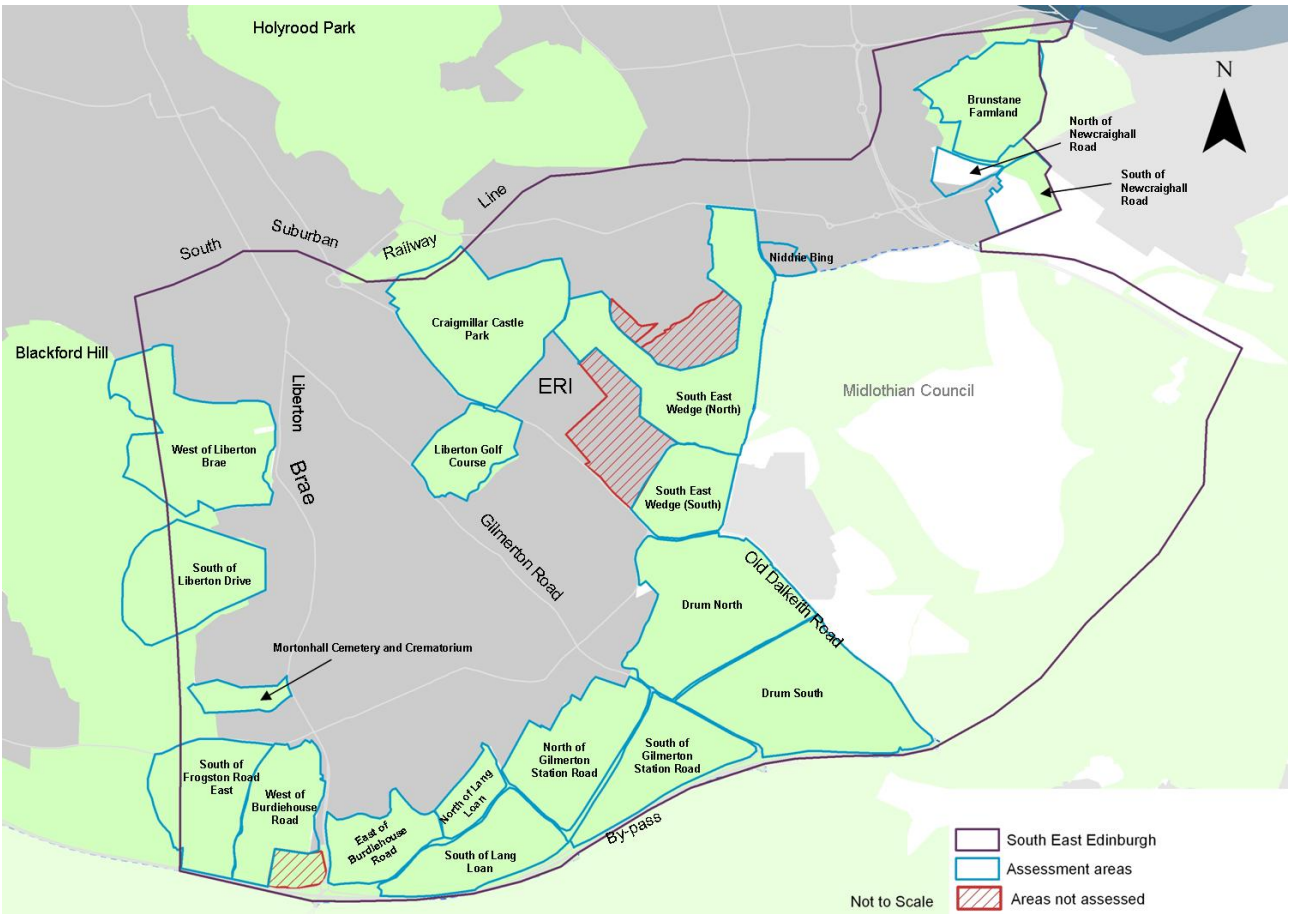 Holyrood Park
N
Brunstane
Farmland
North of
Newcraighall
Road
South of
Newcraighall
Road
South Suburban Railway Line
Niddrie Bing
Craigmillar Castle
Park
Blackford Hill
ERI
Midlothian Council
South East
Wedge (North)
Liberton Brae
West of Liberton
Brae
Liberton Golf
Course
South East
Wedge (South)
Gilmerton Road
South of
Liberton Drive
Old Dalkeith Road
Drum North
Mortonhall Cemetery and Crematorium
Drum South
South of
Frogston Road
East
West of
Burdiehouse
Road
East of
Burdiehouse
Road
North of Lang
Loan
North of
Gilmerton
Station Road
South of
Gilmerton
Station Road
South of Lang
Loan
By-pass
South East Edinburgh
Assessment areas
Areas not assessed
Not to Scale